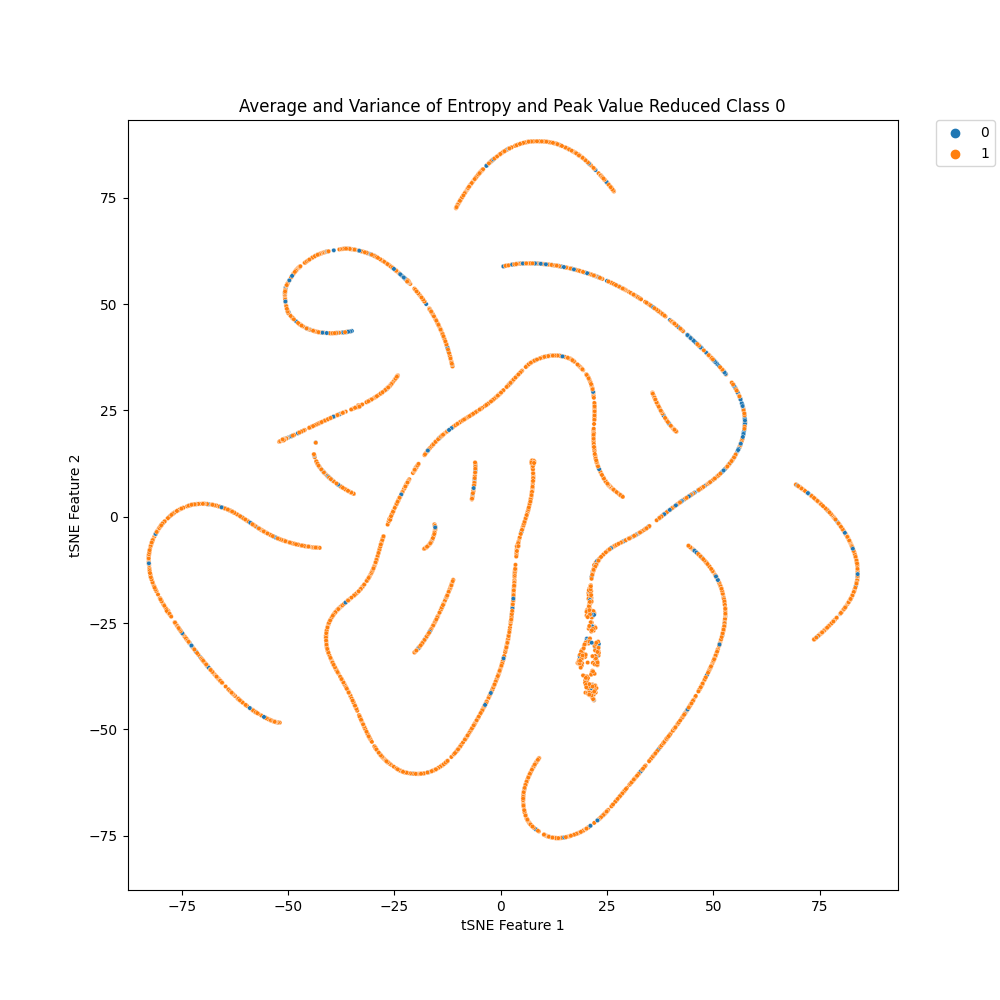 Average and Variance of Entropy and Peak Value Reduced Class 0
0
1
75
50
25
0
−25
−50
−75
tSNE Feature 2
−75 −50 −25 0 25 50 75
tSNE Feature 1